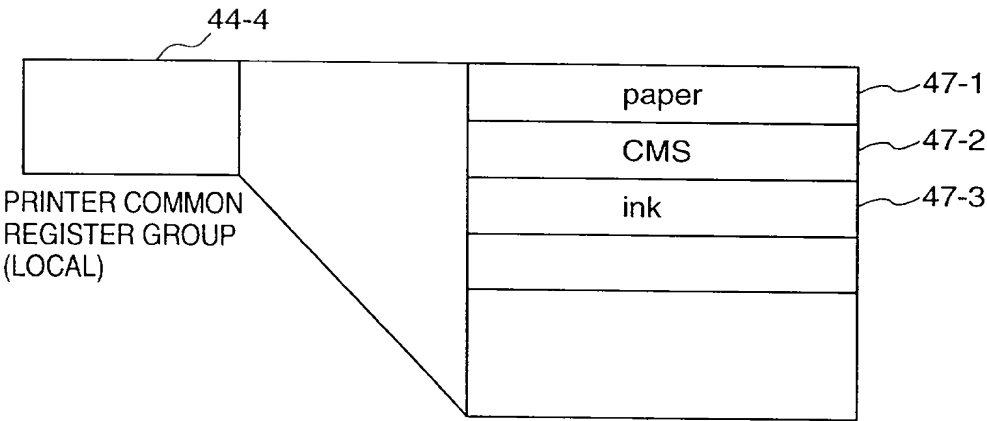 44-4
paper 47-1
CMS 47-2
ink 47-3
PRINTER COMMON
REGISTER GROUP
(LOCAL)